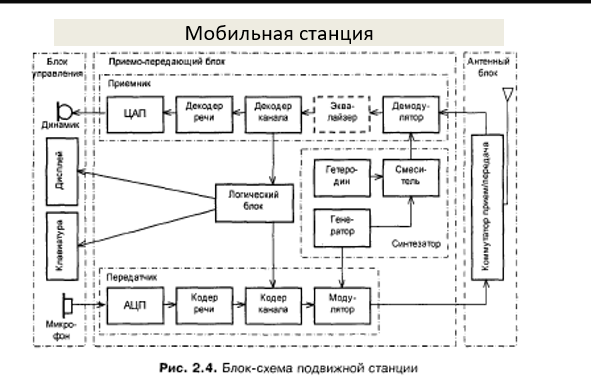 Мобильная станция
Блок
управления
Приемо-передающий блок
Антенный
блок
Приемник
Динамик
ЦАП
Декодер
речи
Декодер
канала
Эква-
лайзер
Демоду-
лятор
Дисплей
Клавиатура
Логический
блок
Гетеро-
дин
Смеси-
тель
Гене-
ратор
Синтезатор
Коммутатор прием/передача
Передатчик
АЦП
Кодер
речи
Кодер
канала
Моду-
лятор
Микро-
фон
Рис. 2.4. Блок-схема подвижной станции